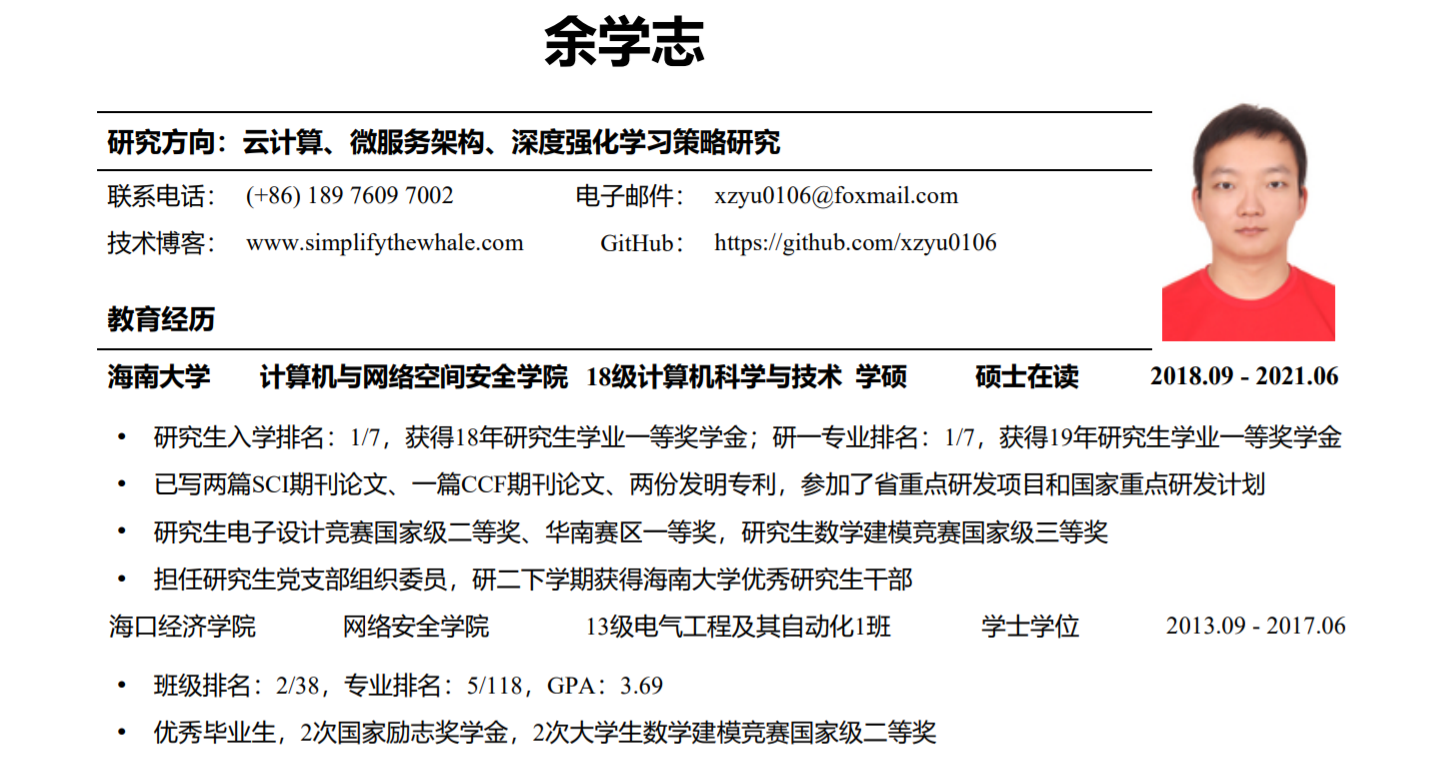 余学志
研究方向：云计算、微服务架构、深度强化学习策略研究
联系电话： (+86) 189 7609 7002 电子邮件： xzyu0106@foxmail.com
技术博客： www.simplifythewhale.com GitHub： https://github.com/xzyu0106
教育经历
海南大学 计算机与网络空间安全学院 18级计算机科学与技术 学硕 硕士在读 2018.09 - 2021.06
• 研究生入学排名：1/7，获得18年研究生学业一等奖学金；研一专业排名：1/7，获得19年研究生学业一等奖学金
• 已写两篇SCI期刊论文、一篇CCF期刊论文、两份发明专利，参加了省重点研发项目和国家重点研发计划
• 研究生电子设计竞赛国家级二等奖、华南赛区一等奖，研究生数学建模竞赛国家级三等奖
• 担任研究生党支部组织委员，研二下学期获得海南大学优秀研究生干部
海口经济学院 网络安全学院 13级电气工程及其自动化1班 学士学位 2013.09 - 2017.06
• 班级排名：2/38，专业排名：5/118，GPA：3.69
• 优秀毕业生，2次国家励志奖学金，2次大学生数学建模竞赛国家级二等奖